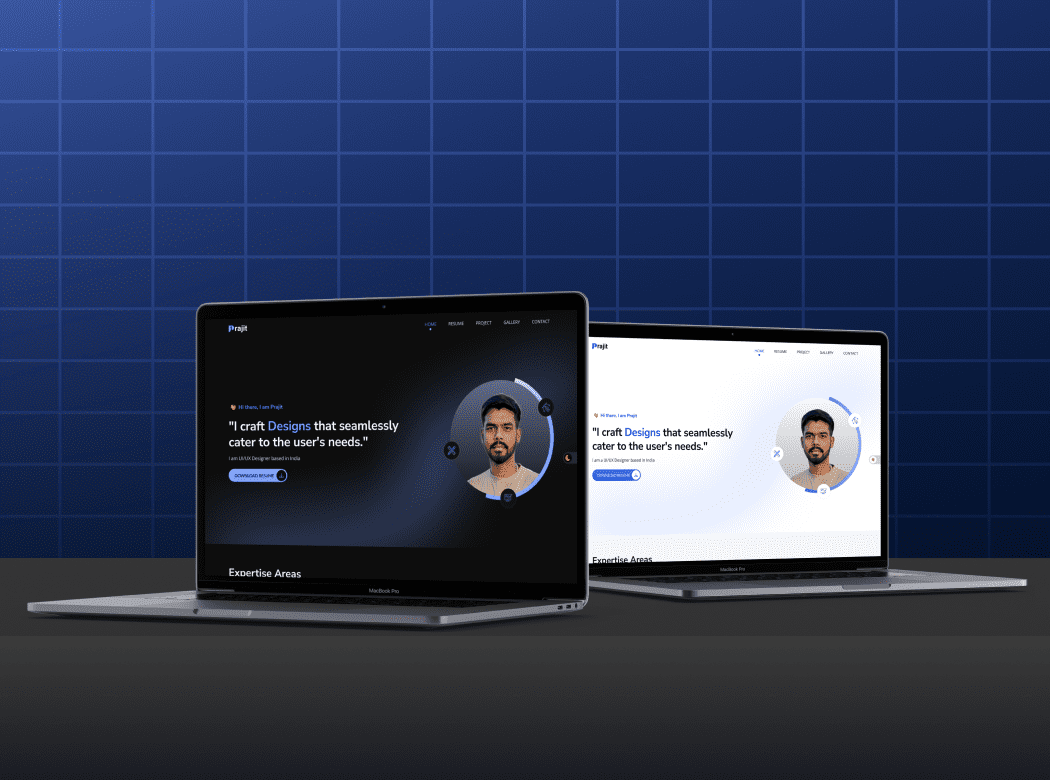 Prajit
HOME RESUME PROJECT GALLERY CONTACT
Hi there, I am Prajit
"I craft Designs that seamlessly
cater to the user's needs."
I am UI/UX Designer based in India
DOWNLOAD RESUME
Expertise Areas
MacBook Pro
Prajit
HOME RESUME PROJECT GALLERY CONTACT
Hi there, I am Prajit
"I craft Designs that seamlessly
cater to the user's needs."
I am UI/UX Designer based in India
Expertise Areas
MacBook Pro